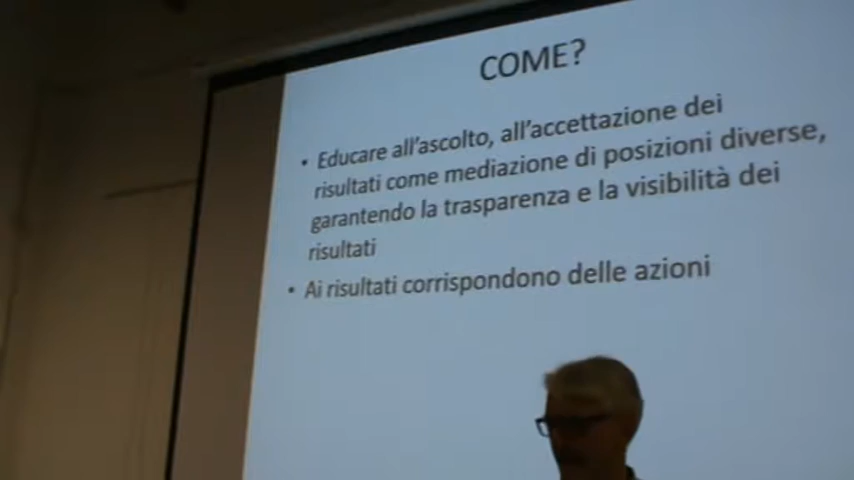 COME?
• Educare all'ascolto, all'accettazione dei
risultati come mediazione di posizioni diverse,
garantendo la trasparenza e la visibilità dei
risultati
• Ai risultati corrispondono delle azioni